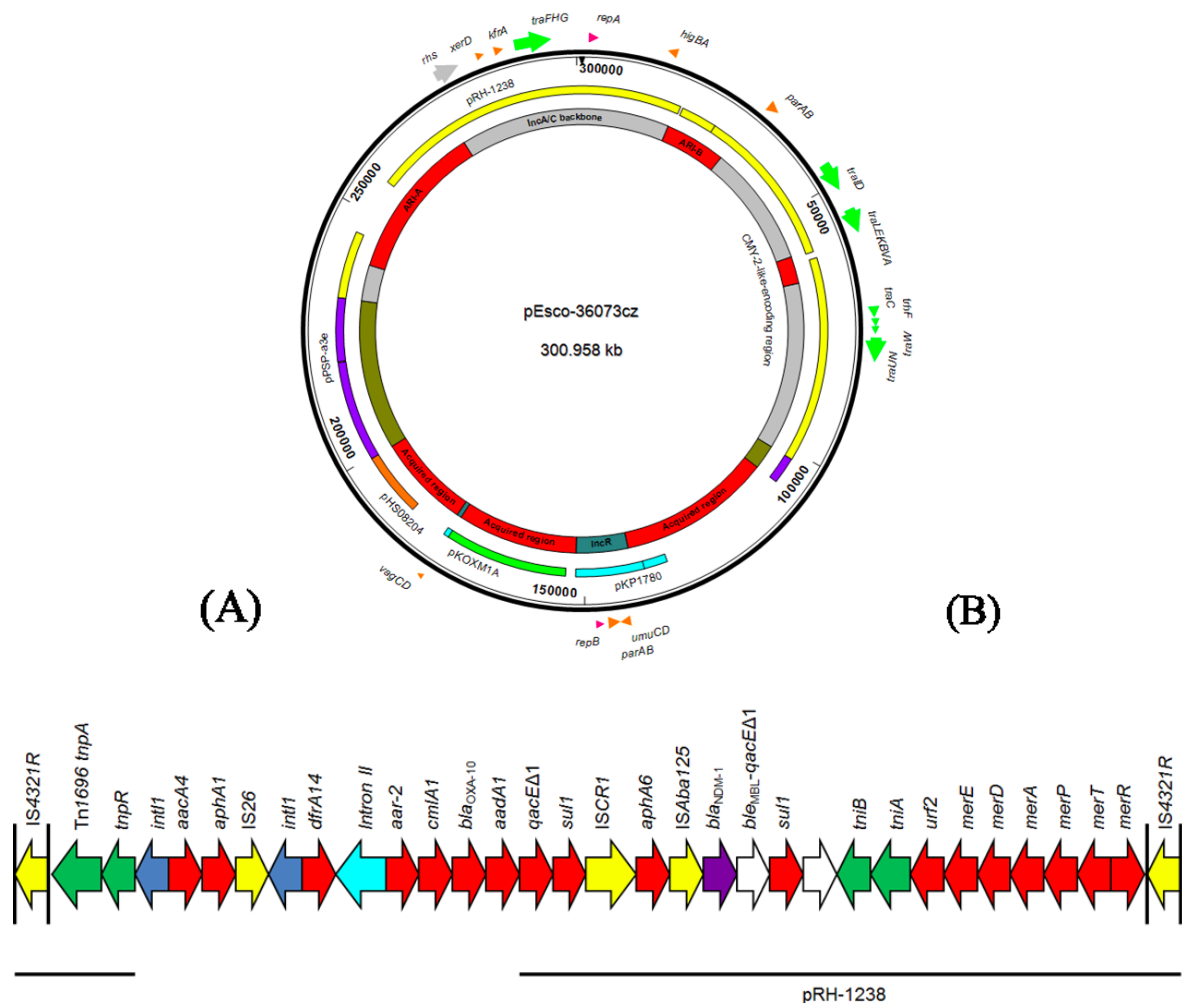 traFHG
repA
kfrA
xerD
rhs
higBA
300000
pRH-1238
parAB
IncA/C backbone
ARI-B
traID
250000
50000
ARI-A
traLEKBVA
CMY-2-like-encoding region
traC
trhF
traW
traUN
pEsco-36073cz
300.958 kb
pPSP-a3e
200000
100000
pHS08204
Acquired region
Acquired region
IncR
Acquired region
pKOXM1A
pKP1780
150000
vagCD
repB
umuCD
parAB
(A)
(B)
IS4321R
Tn1696 tnpA
tnpR
intI1
aacA4
aphA1
IS26
intI1
dfrA14
Intron II
aar-2
cmlA1
blaOXA-10
aadA1
qacEΔ1
sul1
ISCR1
aphA6
ISAba125
blaNDM-1
bleMBL-qacEΔ1
sul1
tniB
tniA
urf2
merE
merD
merA
merP
merT
merR
IS4321R
pRH-1238